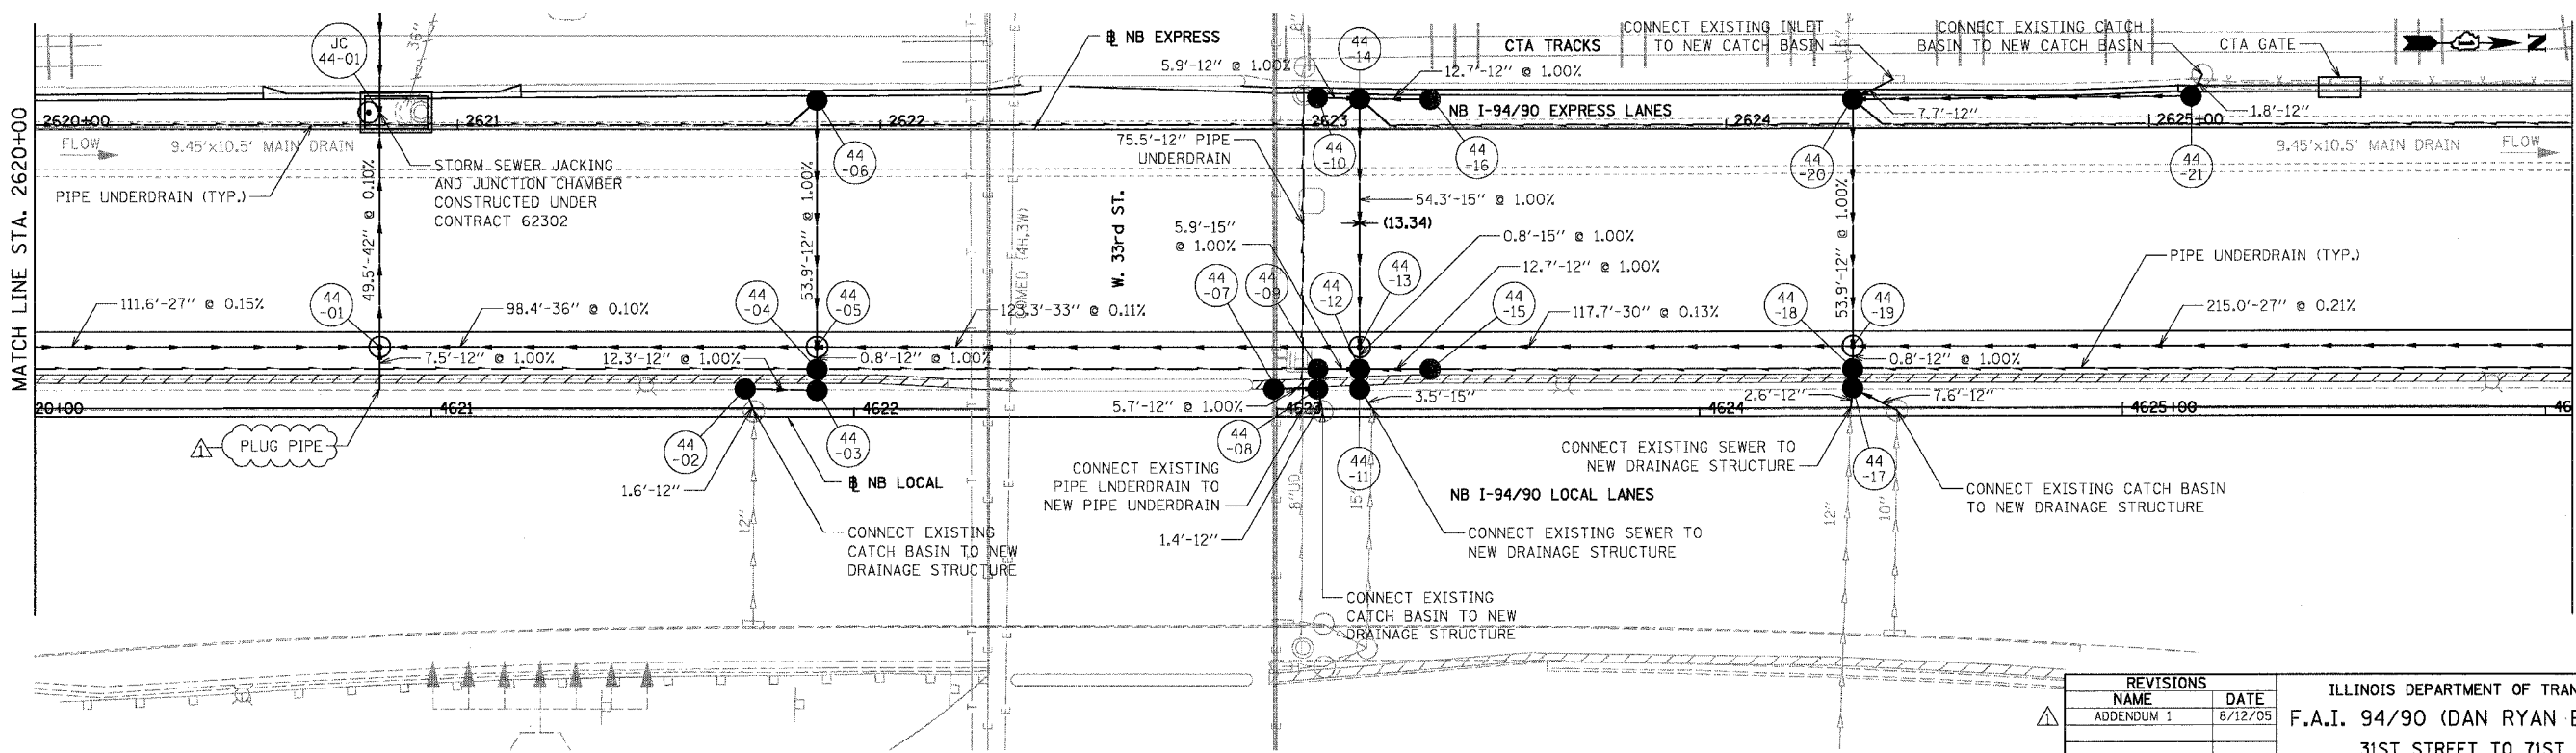 JC
44-01
36"
℄ NB EXPRESS
5.9'-12" @ 1.00%
8"
44
-14
CTA TRACKS
12.7'-12" @ 1.00%
CONNECT EXISTING INLET
TO NEW CATCH BASIN
CONNECT EXISTING CATCH
BASIN TO NEW CATCH BASIN
CTA GATE
N
2620+00
2621
2622
2623
NB I-94/90 EXPRESS LANES
2624
7.7'-12"
2625+00
1.8'-12"
FLOW
9.45'x10.5' MAIN DRAIN
PIPE UNDERDRAIN (TYP.)
STORM SEWER JACKING
AND JUNCTION CHAMBER
CONSTRUCTED UNDER
CONTRACT 62302
44
-06
75.5'-12" PIPE
UNDERDRAIN
44
-10
44
-16
44
-20
44
-21
9.45'x10.5' MAIN DRAIN
FLOW
MATCH LINE STA. 2620+00
49.5'-42" @ 0.10%
53.9'-12" @ 1.00%
W. 33rd ST.
54.3'-15" @ 1.00%
(13.34)
5.9'-15"
@ 1.00%
0.8'-15" @ 1.00%
12.7'-12" @ 1.00%
53.9'-12" @ 1.00%
PIPE UNDERDRAIN (TYP.)
111.6'-27" @ 0.15%
44
-01
98.4'-36" @ 0.10%
44
-04
44
-05
123.3'-33" @ 0.11%
44
-07
44
-09
44
-12
44
-13
44
-15
117.7'-30" @ 0.13%
44
-18
44
-19
215.0'-27" @ 0.21%
7.5'-12" @ 1.00%
12.3'-12" @ 1.00%
0.8'-12" @ 1.00%
0.8'-12" @ 1.00%
20+00
4621
4622
5.7'-12" @ 1.00%
4623
3.5'-15"
4624
2.6'-12"
7.6'-12"
4625+00
46
1
PLUG PIPE
44
-02
44
-03
44
-08
44
-11
44
-17
1.6'-12"
℄ NB LOCAL
CONNECT EXISTING
PIPE UNDERDRAIN TO
NEW PIPE UNDERDRAIN
1.4'-12"
8"UD
15"
NB I-94/90 LOCAL LANES
CONNECT EXISTING SEWER TO
NEW DRAINAGE STRUCTURE
CONNECT EXISTING CATCH BASIN
TO NEW DRAINAGE STRUCTURE
12"
CONNECT EXISTING
CATCH BASIN TO NEW
DRAINAGE STRUCTURE
CONNECT EXISTING SEWER TO
NEW DRAINAGE STRUCTURE
12"
10"
CONNECT EXISTING
CATCH BASIN TO NEW
DRAINAGE STRUCTURE
REVISIONS
NAME DATE
1 ADDENDUM 1 8/12/05
ILLINOIS DEPARTMENT OF TRAN
F.A.I. 94/90 (DAN RYAN E
31ST STREET TO 71ST